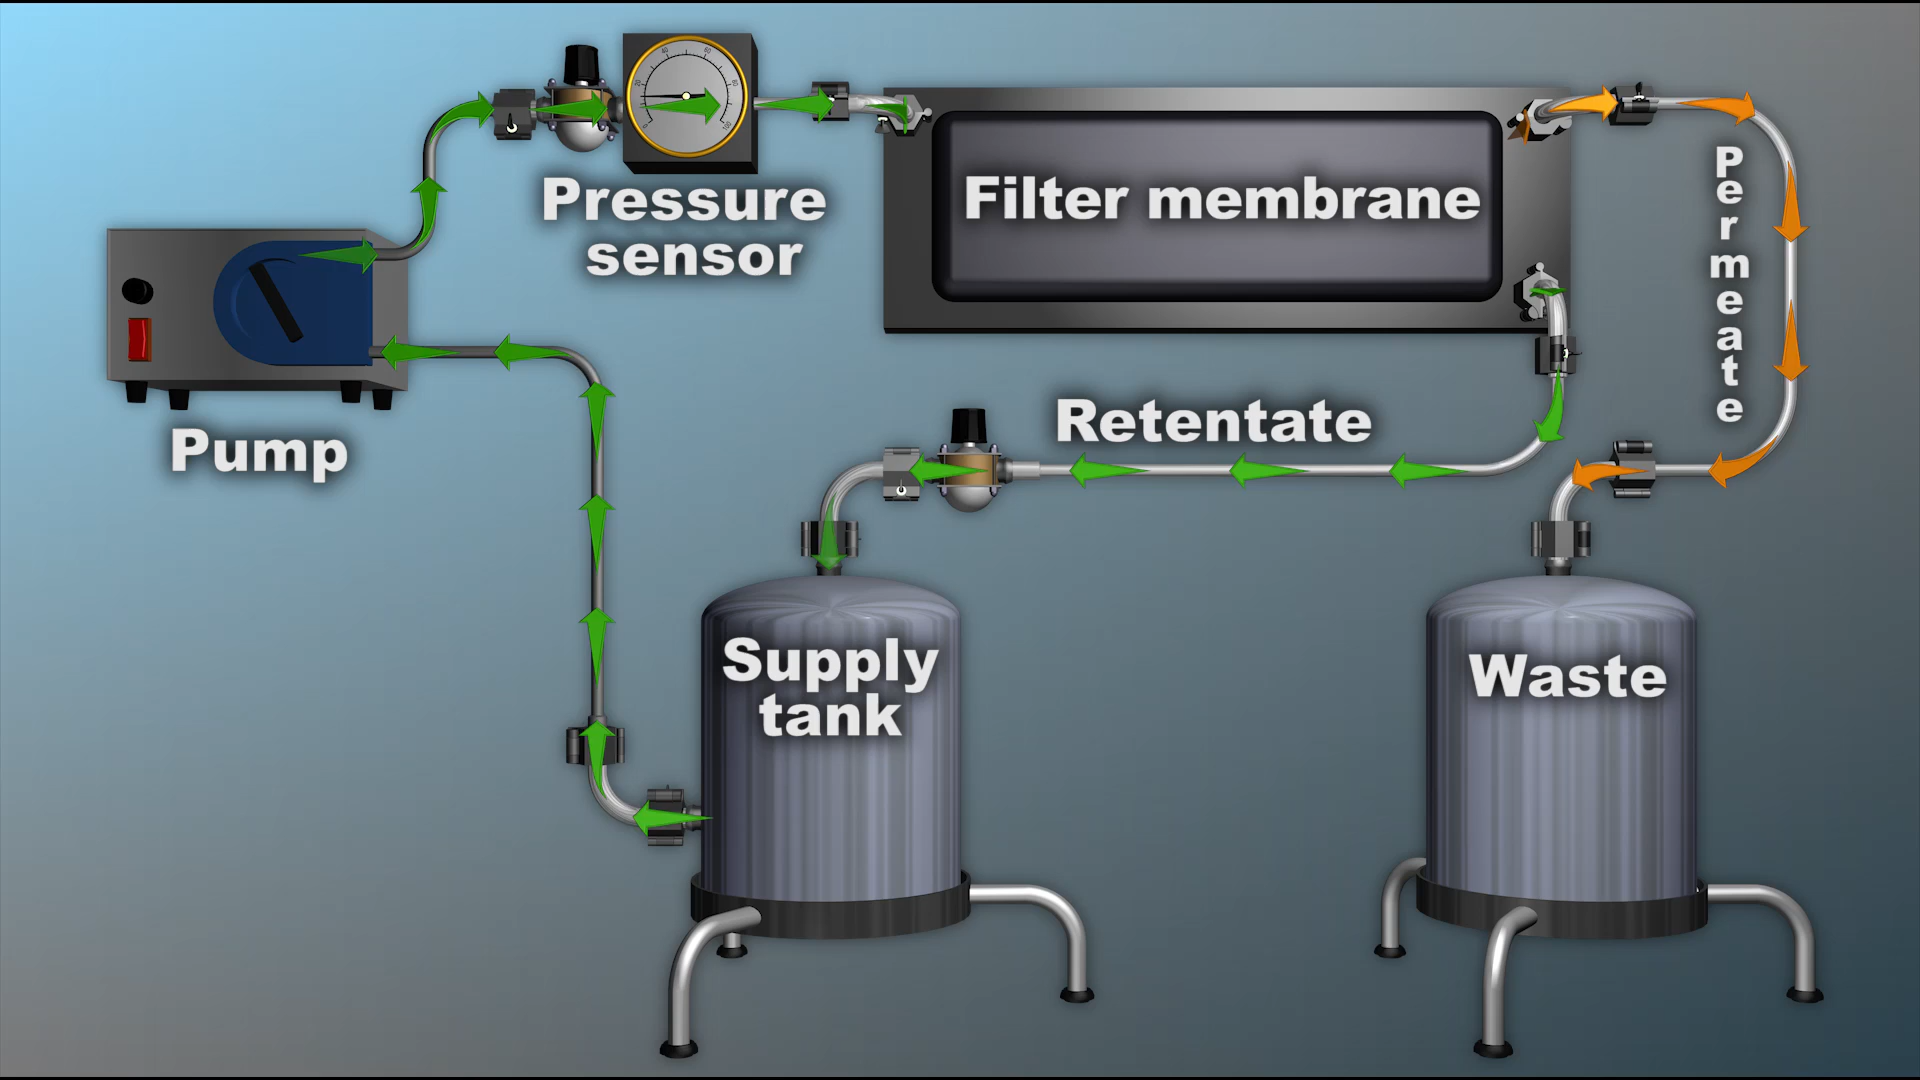 Pressure
sensor
Filter membrane
Permeate
Pump
Retentate
Supply
tank
Waste